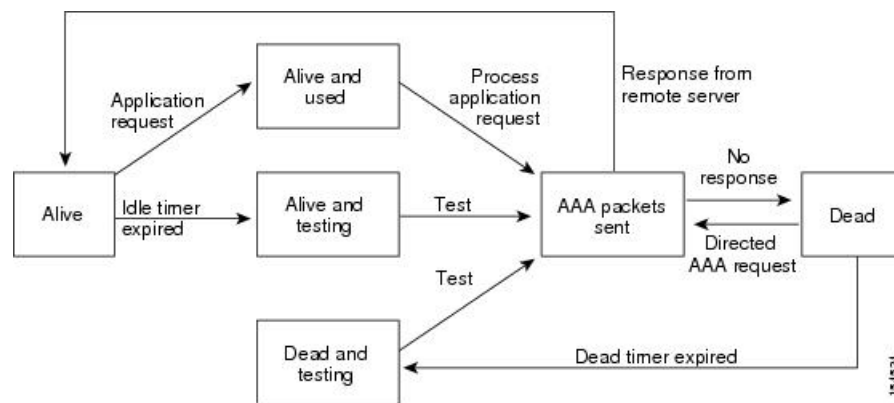 Alive and
used
Process
application
request
Response from
remote server
Application
request
Alive
Idle timer
expired
Alive and
testing
Test
AAA packets
sent
No
response
Directed
AAA request
Dead
Test
Dead and
testing
Dead timer expired